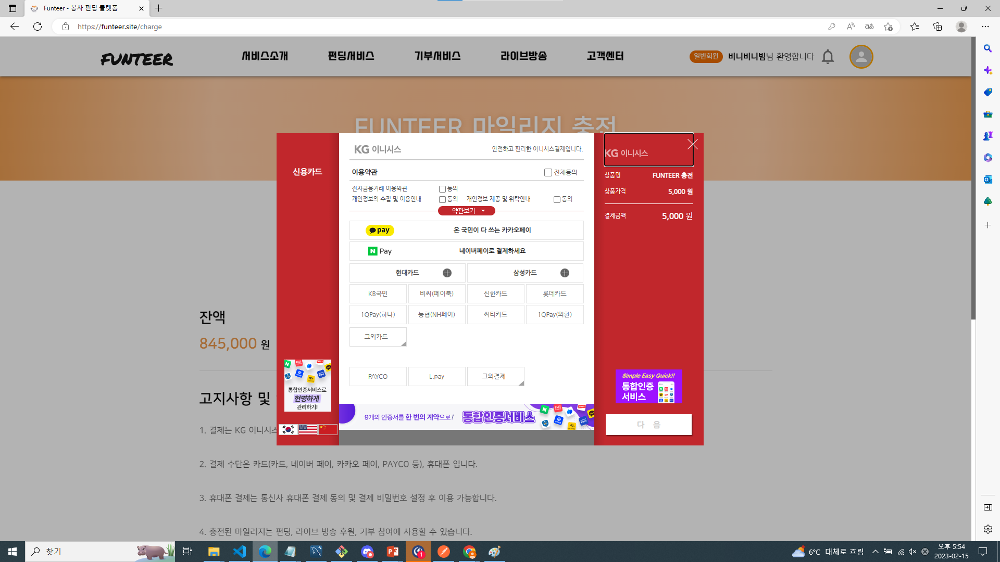 Funteer - 봉사 펀딩 플랫폼
https://funteer.site/charge
FUNTEER
서비스소개
펀딩서비스
기부서비스
라이브방송
고객센터
일반회원
비니비니빔님 환영합니다
FUNTEER 마일리지 충전
신용카드
KG 이니시스
안전하고 편리한 이니시스결제입니다.
이용약관
전체동의
전자금융거래 이용약관
동의
개인정보의 수집 및 이용안내
동의
개인정보 제공 및 위탁안내
동의
약관보기
pay
온 국민이 다 쓰는 카카오페이
N Pay
네이버페이로 결제하세요
현대카드
삼성카드
KB국민
비씨(페이북)
신한카드
롯데카드
1QPay(하나)
농협(NH페이)
씨티카드
1QPay(외환)
그외카드
PAYCO
L.pay
그외결제
9개의 인증서를 한 번의 계약으로!
통합인증서비스
통합인증서비스로
현명하게
관리하기!
KG 이니시스
상품명
FUNTEER 충전
상품가격
5,000 원
결제금액
5,000 원
Simple Easy Quick!!
통합인증
서비스
다 음
잔액
845,000 원
고지사항 및
1. 결제는 KG 이니시스
2. 결제 수단은 카드(카드, 네이버 페이, 카카오 페이, PAYCO 등), 휴대폰 입니다.
3. 휴대폰 결제는 통신사 휴대폰 결제 동의 및 결제 비밀번호 설정 후 이용 가능합니다.
4. 충전된 마일리지는 펀딩, 라이브 방송 후원, 기부 참여에 사용할 수 있습니다.
찾기
6°C 대체로 흐림
오후 5:54
2023-02-15